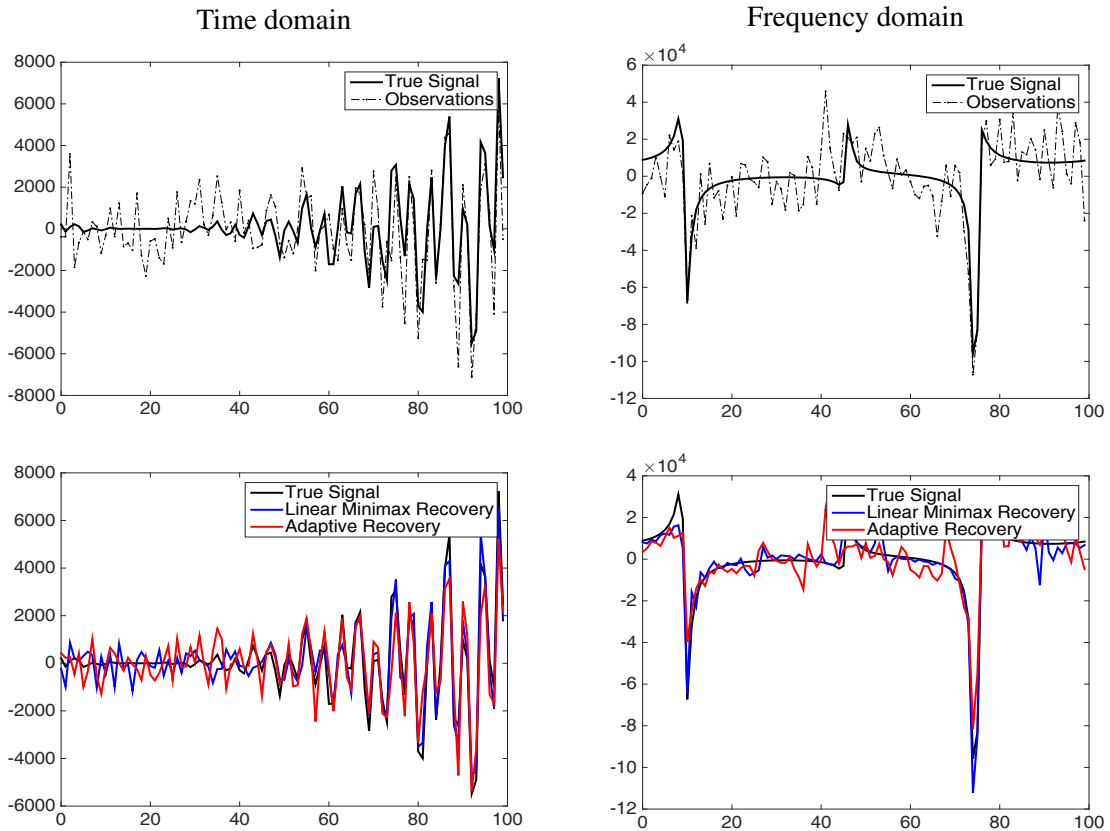 Time domain
Frequency domain
8000
6000
4000
2000
0
-2000
-4000
-6000
-8000
0 20 40 60 80 100
True Signal
Observations
×10⁴
6
4
2
0
-2
-4
-6
-8
-10
-12
0 20 40 60 80 100
True Signal
Observations
8000
6000
4000
2000
0
-2000
-4000
-6000
0 20 40 60 80 100
True Signal
Linear Minimax Recovery
Adaptive Recovery
×10⁴
4
2
0
-2
-4
-6
-8
-10
-12
0 20 40 60 80 100
True Signal
Linear Minimax Recovery
Adaptive Recovery